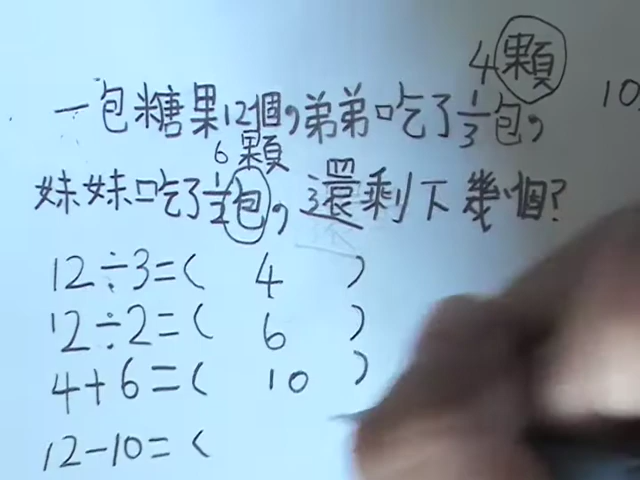 4顆
一包糖果12個,弟弟吃了1/3包, 10
6顆
妹妹吃了1/2包,還剩下幾個?
12÷3=( 4 )
12÷2=( 6 )
4+6=( 10 )
12-10=(